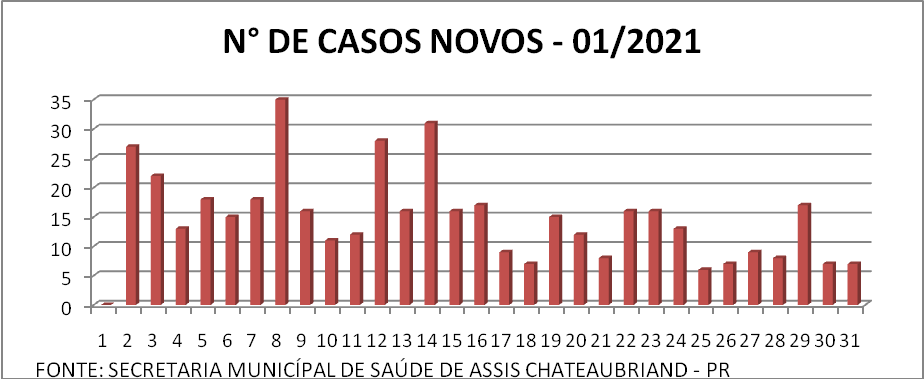 N° DE CASOS NOVOS - 01/2021
35
30
25
20
15
10
5
0
1 2 3 4 5 6 7 8 9 10 11 12 13 14 15 16 17 18 19 20 21 22 23 24 25 26 27 28 29 30 31
FONTE: SECRETARIA MUNICÍPAL DE SAÚDE DE ASSIS CHATEAUBRIAND - PR